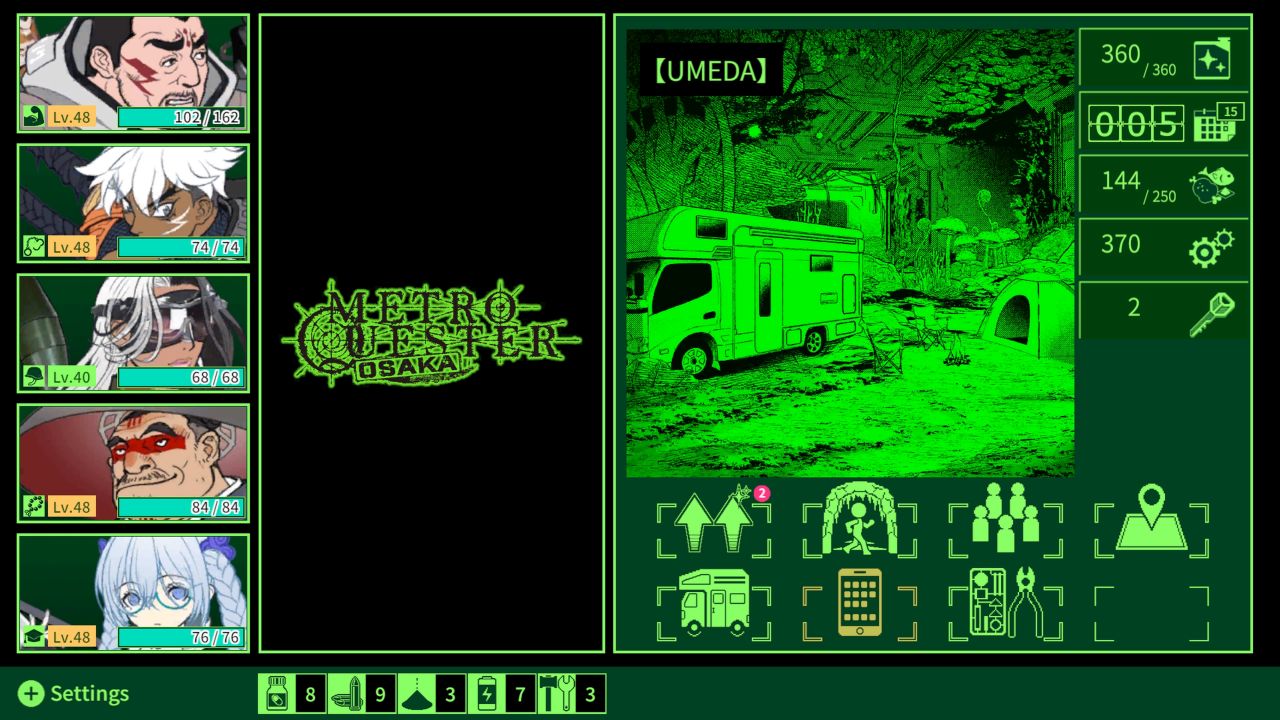 Lv.48
102 / 162
Lv.48
74 / 74
Lv.40
68 / 68
Lv.48
84 / 84
Lv.48
76 / 76
METRO
QUESTER
OSAKA
【UMEDA】
360
/ 360
005
15
144
/ 250
370
2
2
+ Settings
8
9
3
7
3